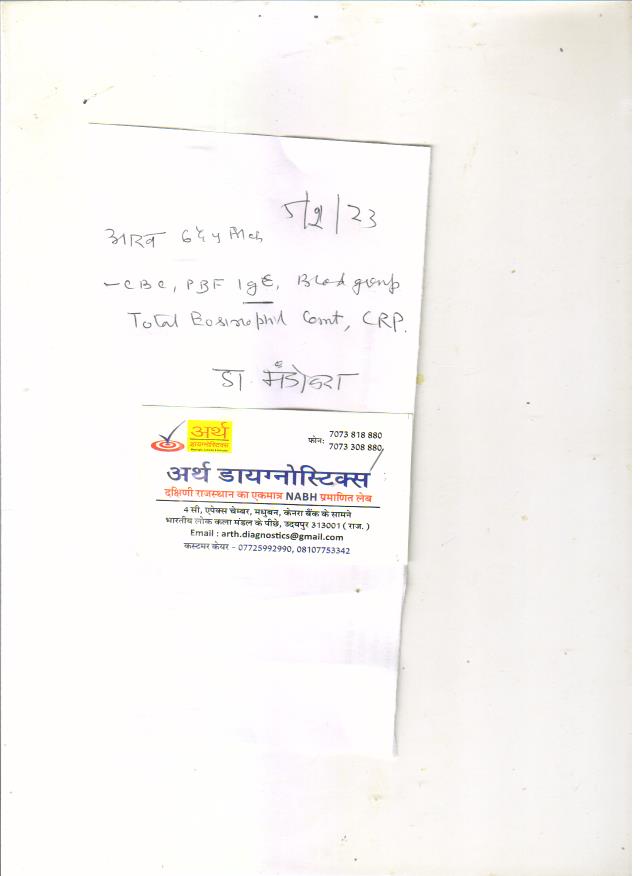 5/2/23
आरव
- CBC, PBF IgE, Blood group
Total Eosinophil Count, CRP.
डा.
अर्थ
डायग्नोस्टिक्स
फोन: 7073 818 880
7073 308 880
अर्थ डायग्नोस्टिक्स
दक्षिणी राजस्थान का एकमात्र NABH प्रमाणित लेब
4 सी, एपेक्स चेम्बर, मधुबन, केनरा बैंक के सामने
भारतीय लोक कला मंडल के पीछे, उदयपुर 313001 ( राज. )
Email : arth.diagnostics@gmail.com
कस्टमर केयर - 07725992990, 08107753342